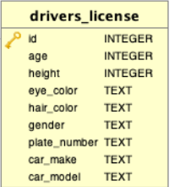 drivers_license
id INTEGER
age INTEGER
height INTEGER
eye_color TEXT
hair_color TEXT
gender TEXT
plate_number TEXT
car_make TEXT
car_model TEXT